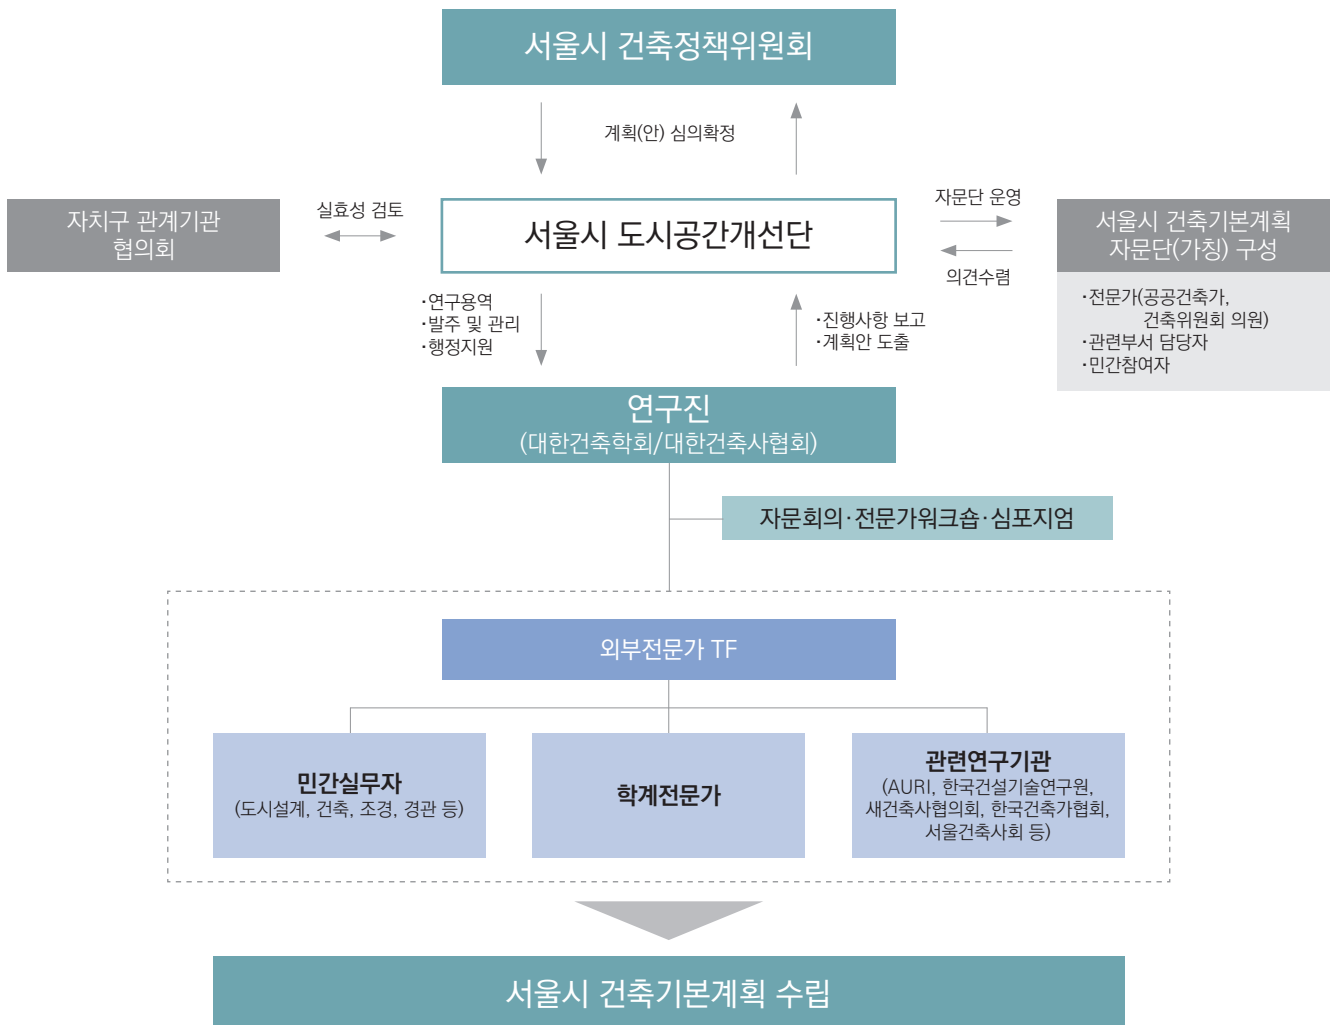 서울시 건축정책위원회
계획(안) 심의확정
자치구 관계기관
협의회
실효성 검토
서울시 도시공간개선단
자문단 운영
의견수렴
서울시 건축기본계획
자문단(가칭) 구성
·전문가(공공건축가,
건축위원회 의원)
·관련부서 담당자
·민간참여자
·연구용역
·발주 및 관리
·행정지원
·진행사항 보고
·계획안 도출
연구진
(대한건축학회/대한건축사협회)
자문회의·전문가워크숍·심포지엄
외부전문가 TF
민간실무자
(도시설계, 건축, 조경, 경관 등)
학계전문가
관련연구기관
(AURI, 한국건설기술연구원,
새건축사협의회, 한국건축가협회,
서울건축사회 등)
서울시 건축기본계획 수립